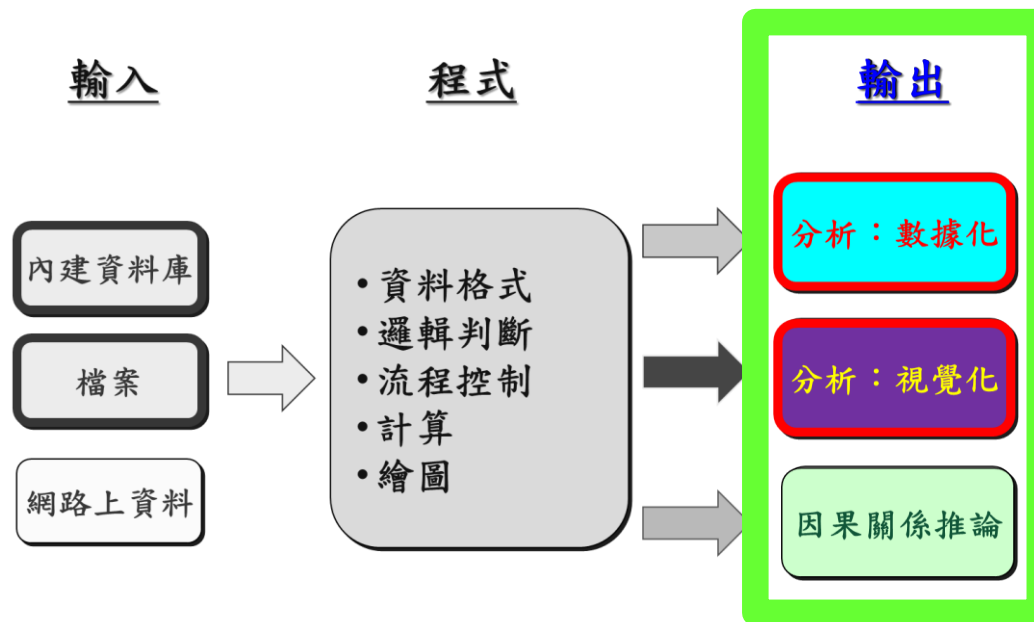 輸入
程式
輸出
內建資料庫
檔案
網路上資料
•資料格式
•邏輯判斷
•流程控制
•計算
•繪圖
分析：數據化
分析：視覺化
因果關係推論